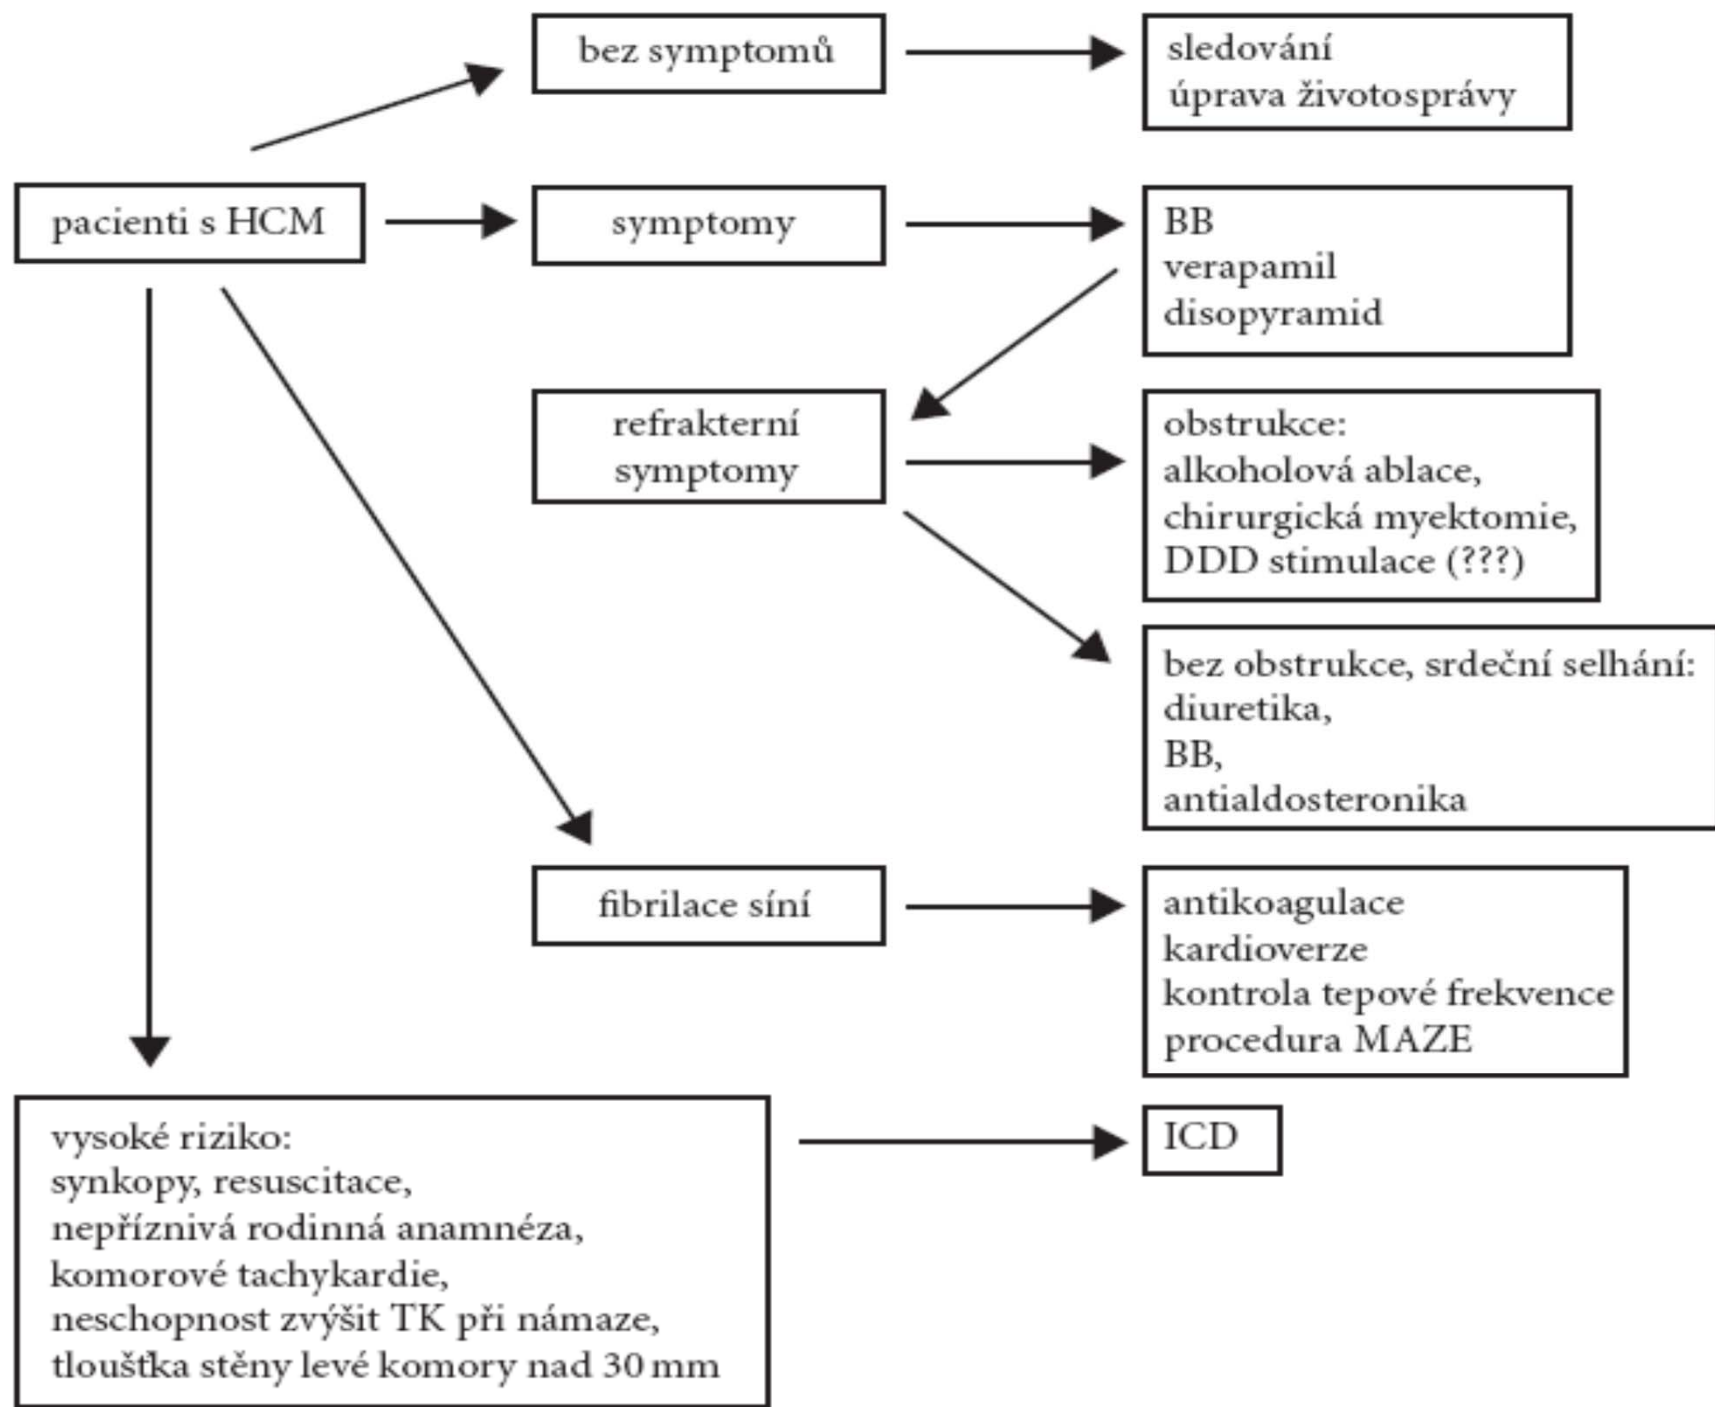 bez symptomů
sledování
úprava životosprávy
pacienti s HCM
symptomy
BB
verapamil
disopyramid
refrakterní
symptomy
obstrukce:
alkoholová ablace,
chirurgická myektomie,
DDD stimulace (???)
bez obstrukce, srdeční selhání:
diuretika,
BB,
antialdosteronika
fibrilace síní
antikoagulace
kardioverze
kontrola tepové frekvence
procedura MAZE
vysoké riziko:
synkopy, resuscitace,
nepříznivá rodinná anamnéza,
komorové tachykardie,
neschopnost zvýšit TK při námaze,
tloušťka stěny levé komory nad 30 mm
ICD